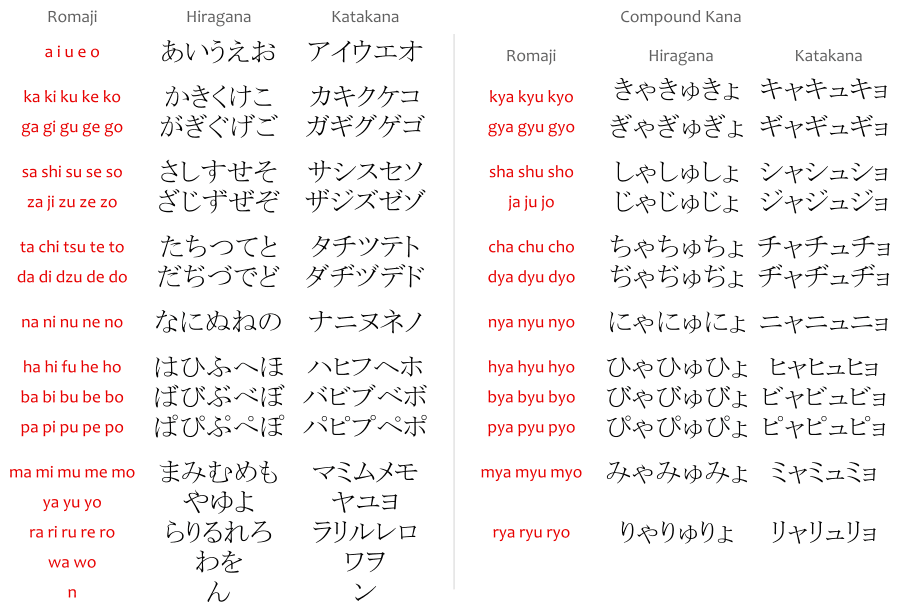 Romaji Hiragana Katakana
a i u e o あいうえお アイウエオ
ka ki ku ke ko かきくけこ カキクケコ
ga gi gu ge go がぎぐげご ガギグゲゴ
sa shi su se so さしすせそ サシスセソ
za ji zu ze zo ざじずぜぞ ザジズゼゾ
ta chi tsu te to たちつてと タチツテト
da di dzu de do だぢづでど ダヂヅデド
na ni nu ne no なにぬねの ナニヌネノ
ha hi fu he ho はひふへほ ハヒフヘホ
ba bi bu be bo ばびぶべぼ バビブベボ
pa pi pu pe po ぱぴぷぺぽ パピプペポ
ma mi mu me mo まみむめも マミムメモ
ya yu yo やゆよ ヤユヨ
ra ri ru re ro らりるれろ ラリルレロ
wa wo わを ワヲ
n ん ン
Compound Kana
Romaji Hiragana Katakana
kya kyu kyo きゃきゅきょ キャキュキョ
gya gyu gyo ぎゃぎゅぎょ ギャギュギョ
sha shu sho しゃしゅしょ シャシュショ
ja ju jo じゃじゅじょ ジャジュジョ
cha chu cho ちゃちゅちょ チャチュチョ
dya dyu dyo ぢゃぢゅぢょ ヂャヂュヂョ
nya nyu nyo にゃにゅにょ ニャニュニョ
hya hyu hyo ひゃひゅひょ ヒャヒュヒョ
bya byu byo びゃびゅびょ ビャビュビョ
pya pyu pyo ぴゃぴゅぴょ ピャピュピョ
mya myu myo みゃみゅみょ ミャミュミョ
rya ryu ryo りゃりゅりょ リャリュリョ